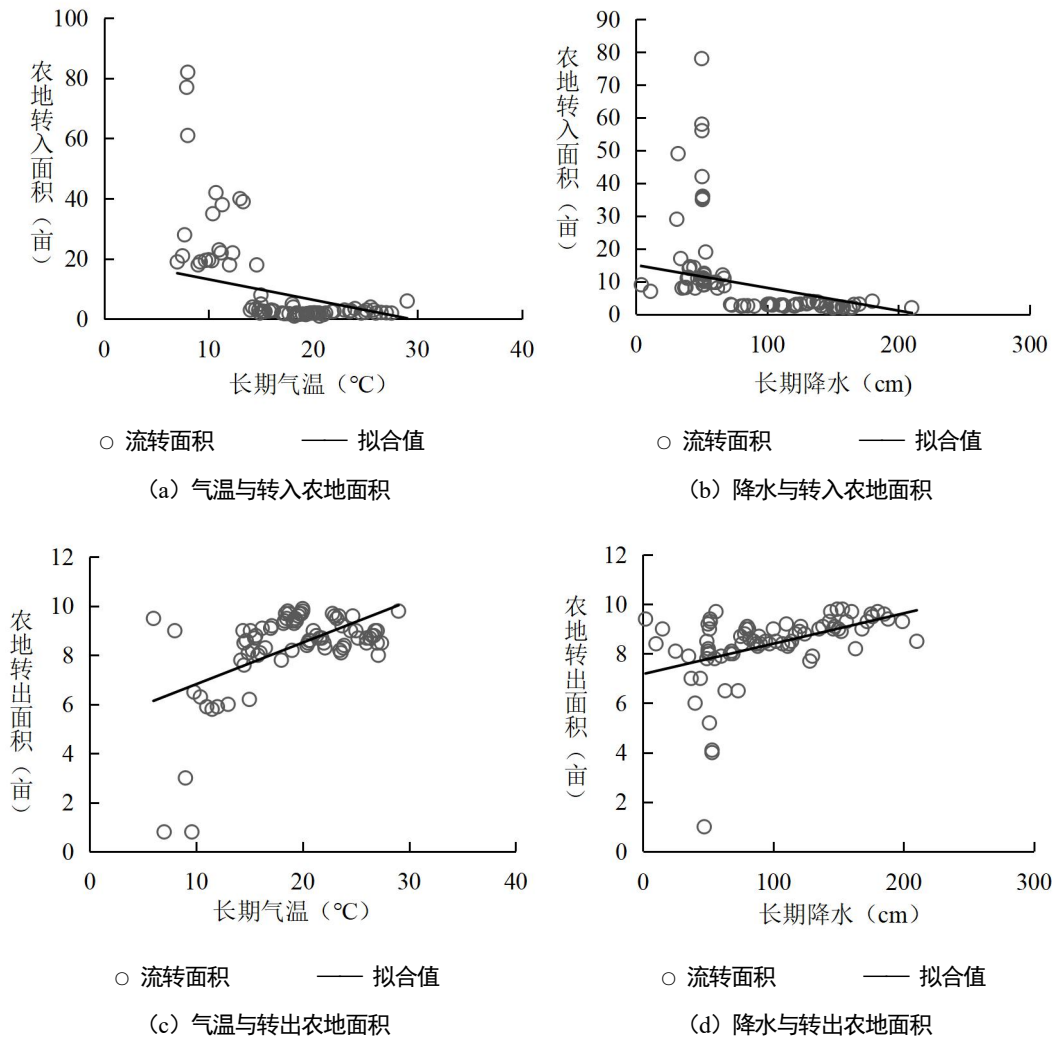 100
80
60
40
20
0
农地转入面积（亩）
0 10 20 30 40
长期气温（℃）
○ 流转面积 —— 拟合值
（a）气温与转入农地面积
90
80
70
60
50
40
30
20
10
0
农地转入面积（亩）
0 100 200 300
长期降水（cm)
○ 流转面积 —— 拟合值
（b）降水与转入农地面积
12
10
8
6
4
2
0
农地转出面积（亩）
0 10 20 30 40
长期气温（℃）
○ 流转面积 —— 拟合值
（c）气温与转出农地面积
12
10
8
6
4
2
0
农地转出面积（亩）
0 100 200 300
长期降水（cm）
○ 流转面积 —— 拟合值
（d）降水与转出农地面积